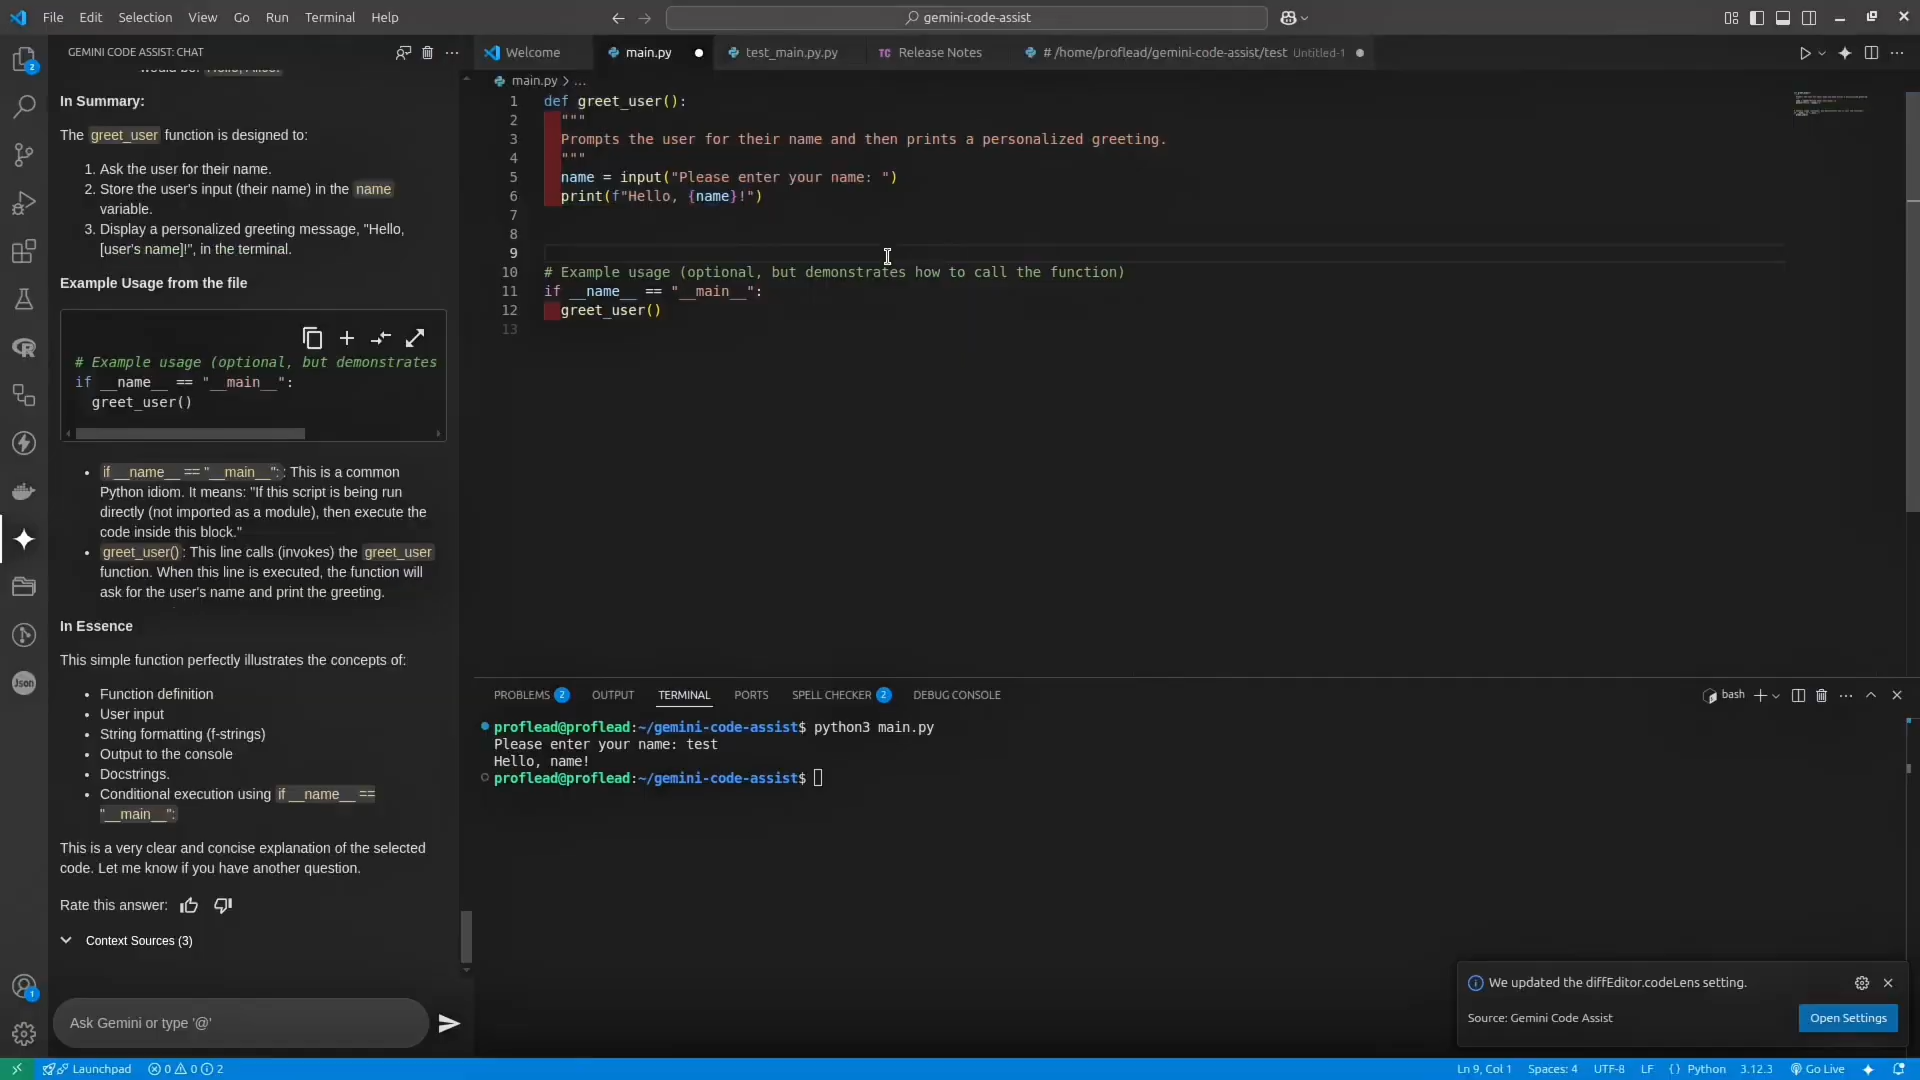 File Edit Selection View Go Run Terminal Help
gemini-code-assist
GEMINI CODE ASSIST: CHAT
would be: Hello, Alice!
In Summary:
The greet_user function is designed to:
1. Ask the user for their name.
2. Store the user's input (their name) in the name
variable.
3. Display a personalized greeting message, "Hello,
[user's name]!", in the terminal.
Example Usage from the file
# Example usage (optional, but demonstrates
if __name__ == "__main__":
greet_user()
• if __name__ == "__main__": : This is a common
Python idiom. It means: "If this script is being run
directly (not imported as a module), then execute the
code inside this block."
• greet_user() : This line calls (invokes) the greet_user
function. When this line is executed, the function will
ask for the user's name and print the greeting.
In Essence
This simple function perfectly illustrates the concepts of:
• Function definition
• User input
• String formatting (f-strings)
• Output to the console
• Docstrings.
• Conditional execution using if __name__ ==
"__main__":
This is a very clear and concise explanation of the selected
code. Let me know if you have another question.
Rate this answer:
Context Sources (3)
Ask Gemini or type '@'
2
1
Json
Welcome main.py test_main.py.py TC Release Notes # /home/proflead/gemini-code-assist/test Untitled-1
main.py > ...
1 def greet_user():
2 """
3 Prompts the user for their name and then prints a personalized greeting.
4 """
5 name = input("Please enter your name: ")
6 print(f"Hello, {name}!")
7
8
9
10 # Example usage (optional, but demonstrates how to call the function)
11 if __name__ == "__main__":
12 greet_user()
13
PROBLEMS 2 OUTPUT TERMINAL PORTS SPELL CHECKER 2 DEBUG CONSOLE
bash
proflead@proflead:~/gemini-code-assist$ python3 main.py
Please enter your name: test
Hello, name!
proflead@proflead:~/gemini-code-assist$
We updated the diffEditor.codeLens setting.
Source: Gemini Code Assist
Open Settings
Launchpad 0 0 2
Ln 9, Col 1 Spaces: 4 UTF-8 LF {} Python 3.12.3 Go Live